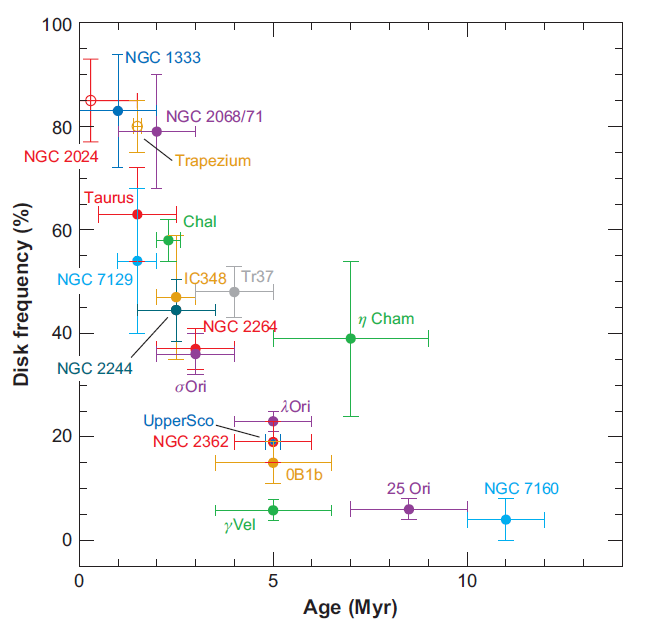 100
80
60
40
20
0
Disk frequency (%)
NGC 1333
NGC 2068/71
NGC 2024
Trapezium
Taurus
ChaI
NGC 7129
IC348
Tr37
NGC 2264
η Cham
NGC 2244
σOri
λOri
UpperSco
NGC 2362
0B1b
25 Ori
NGC 7160
γVel
0
5
10
Age (Myr)